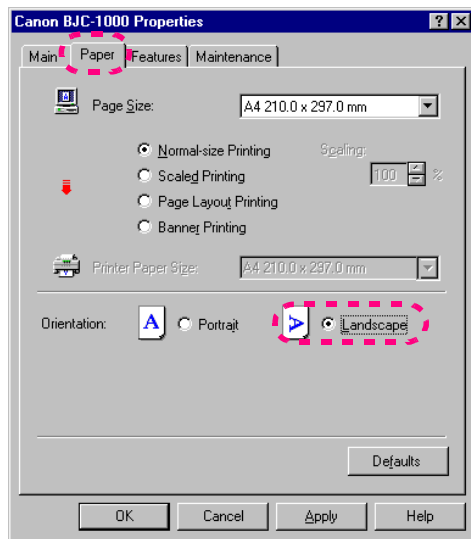 Canon BJC-1000 Properties
Main Paper Features Maintenance
Page Size: A4 210.0 x 297.0 mm
Normal-size Printing Scaling:
Scaled Printing 100 %
Page Layout Printing
Banner Printing
Printer Paper Size: A4 210.0 x 297.0 mm
Orientation: A Portrait A Landscape
Defaults
OK Cancel Apply Help